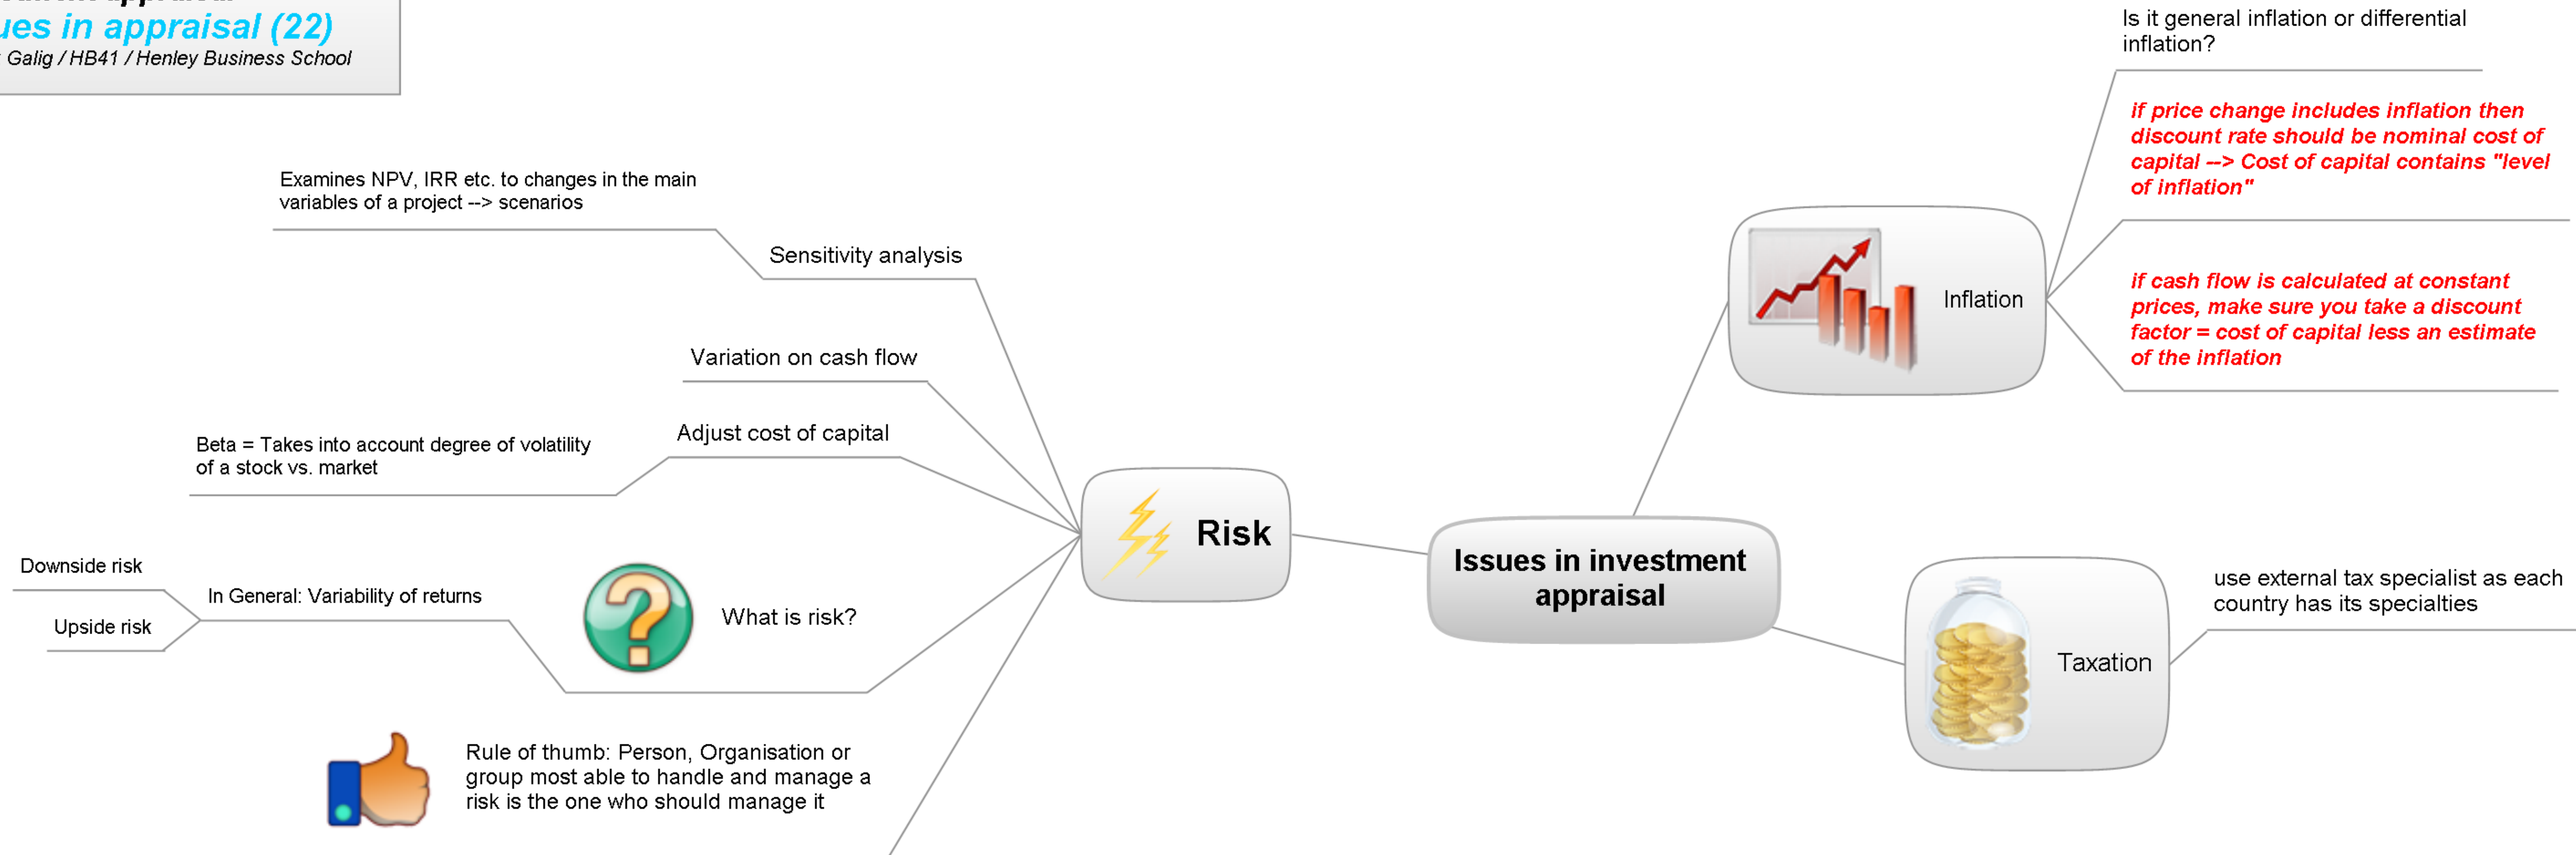 ues in appraisal (22)
Galig / HB41 / Henley Business School
Examines NPV, IRR etc. to changes in the main
variables of a project --> scenarios
Sensitivity analysis
Variation on cash flow
Adjust cost of capital
Beta = Takes into account degree of volatility
of a stock vs. market
Downside risk
Upside risk
In General: Variability of returns
What is risk?
Rule of thumb: Person, Organisation or
group most able to handle and manage a
risk is the one who should manage it
Risk
Issues in investment
appraisal
Inflation
Is it general inflation or differential
inflation?
if price change includes inflation then
discount rate should be nominal cost of
capital --> Cost of capital contains "level
of inflation"
if cash flow is calculated at constant
prices, make sure you take a discount
factor = cost of capital less an estimate
of the inflation
Taxation
use external tax specialist as each
country has its specialties